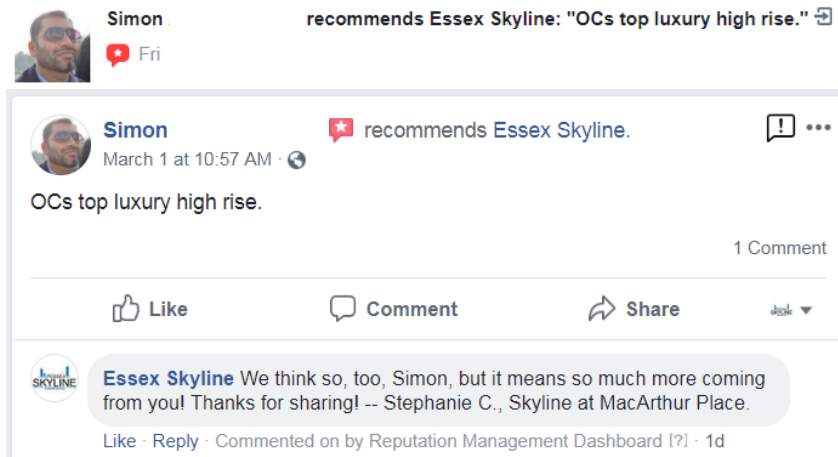 Simon recommends Essex Skyline: "OCs top luxury high rise."
Fri
Simon recommends Essex Skyline.
March 1 at 10:57 AM ·
OCs top luxury high rise.
1 Comment
Like Comment Share
SKYLINE
Essex Skyline We think so, too, Simon, but it means so much more coming
from you! Thanks for sharing! -- Stephanie C., Skyline at MacArthur Place.
Like · Reply · Commented on by Reputation Management Dashboard [?] · 1d